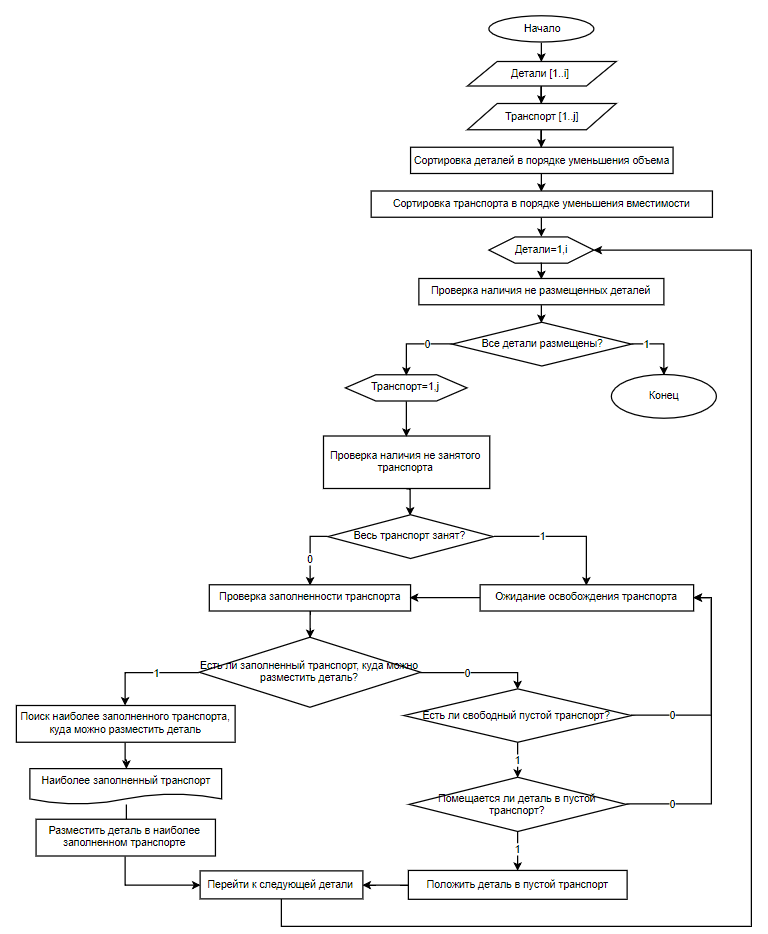 Начало
Детали [1..i]
Транспорт [1..j]
Сортировка деталей в порядке уменьшения объема
Сортировка транспорта в порядке уменьшения вместимости
Детали=1,i
Проверка наличия не размещенных деталей
0
Все детали размещены?
1
Транспорт=1,j
Конец
Проверка наличия не занятого
транспорта
Весь транспорт занят?
1
0
Проверка заполненности транспорта
Ожидание освобождения транспорта
1
Есть ли заполненный транспорт, куда можно
разместить деталь?
0
Поиск наиболее заполненного транспорта,
куда можно разместить деталь
Есть ли свободный пустой транспорт?
0
1
Наиболее заполненный транспорт
Помещается ли деталь в пустой
транспорт?
0
Разместить деталь в наиболее
заполненном транспорте
1
Перейти к следующей детали
Положить деталь в пустой транспорт